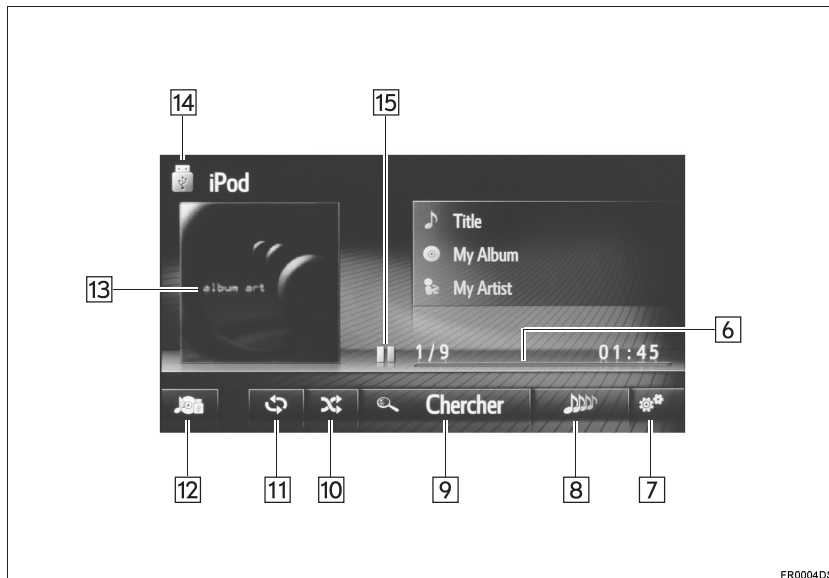 14
15
iPod
Title
My Album
My Artist
album art
13
6
1/9
01:45
Chercher
12
11
10
9
8
7
FR0004DS